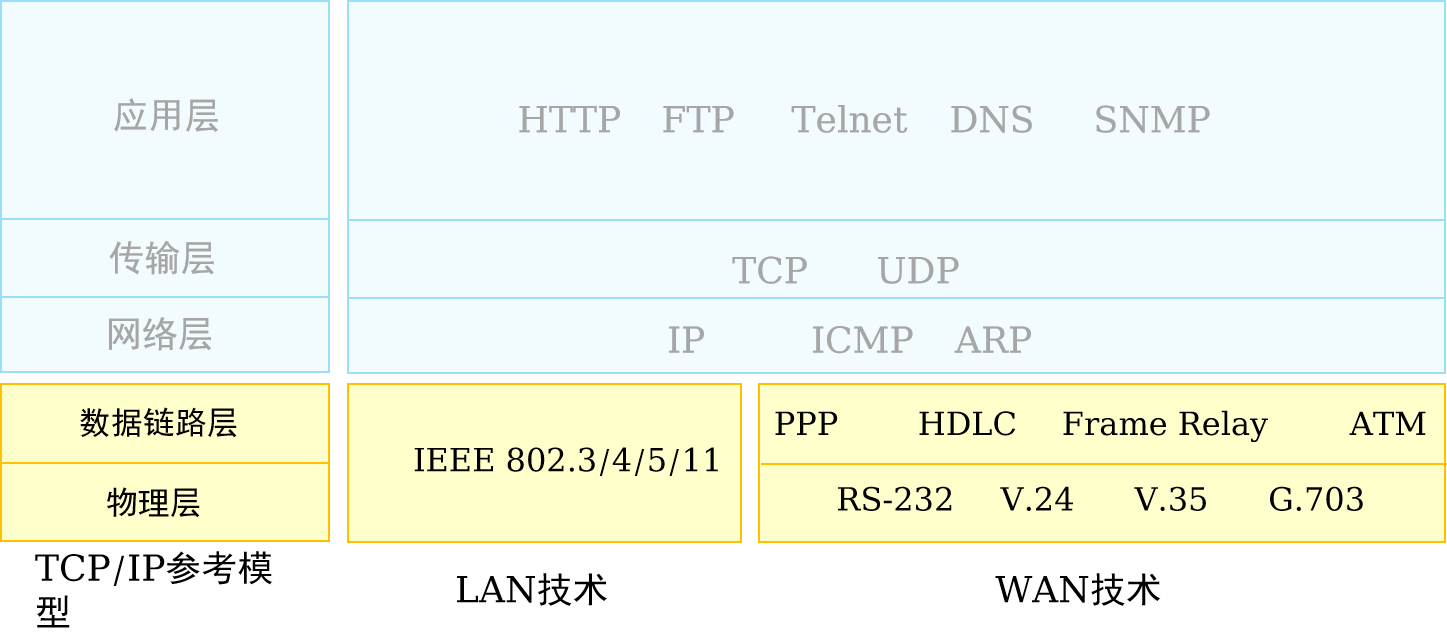 应用层
HTTP FTP Telnet DNS SNMP
传输层
TCP UDP
网络层
IP ICMP ARP
数据链路层
物理层
IEEE 802.3/4/5/11
PPP HDLC Frame Relay ATM
RS-232 V.24 V.35 G.703
TCP/IP参考模
型
LAN技术
WAN技术